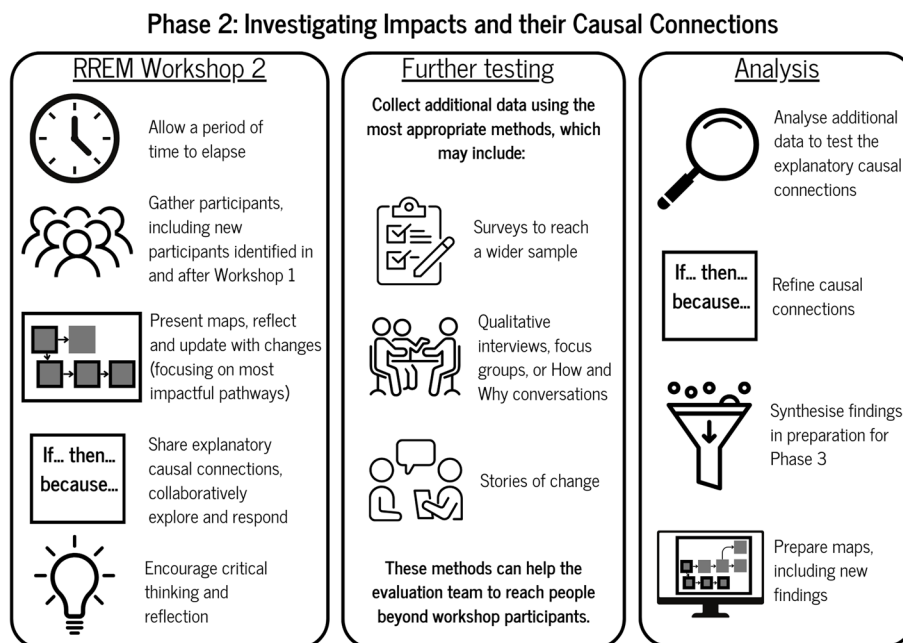 Phase 2: Investigating Impacts and their Causal Connections
RREM Workshop 2
Allow a period of
time to elapse
Gather participants,
including new
participants identified in
and after Workshop 1
Present maps, reflect
and update with changes
(focusing on most
impactful pathways)
If... then...
because...
Share explanatory
causal connections,
collaboratively
explore and respond
Encourage critical
thinking and
reflection
Further testing
Collect additional data using the
most appropriate methods, which
may include:
Surveys to reach
a wider sample
Qualitative
interviews, focus
groups, or How and
Why conversations
Stories of change
These methods can help the
evaluation team to reach people
beyond workshop participants.
Analysis
Analyse additional
data to test the
explanatory causal
connections
If... then...
because...
Refine causal
connections
Synthesise findings
in preparation for
Phase 3
Prepare maps,
including new
findings